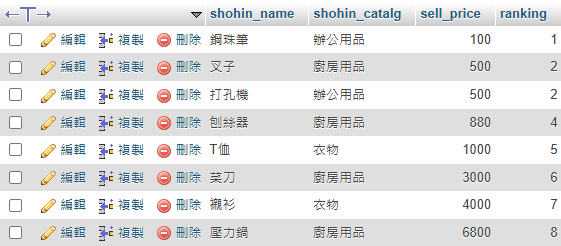 shohin_name shohin_catalg sell_price ranking
編輯 複製 刪除 鋼珠筆 辦公用品 100 1
編輯 複製 刪除 叉子 廚房用品 500 2
編輯 複製 刪除 打孔機 辦公用品 500 2
編輯 複製 刪除 刨絲器 廚房用品 880 4
編輯 複製 刪除 T恤 衣物 1000 5
編輯 複製 刪除 菜刀 廚房用品 3000 6
編輯 複製 刪除 襯衫 衣物 4000 7
編輯 複製 刪除 壓力鍋 廚房用品 6800 8